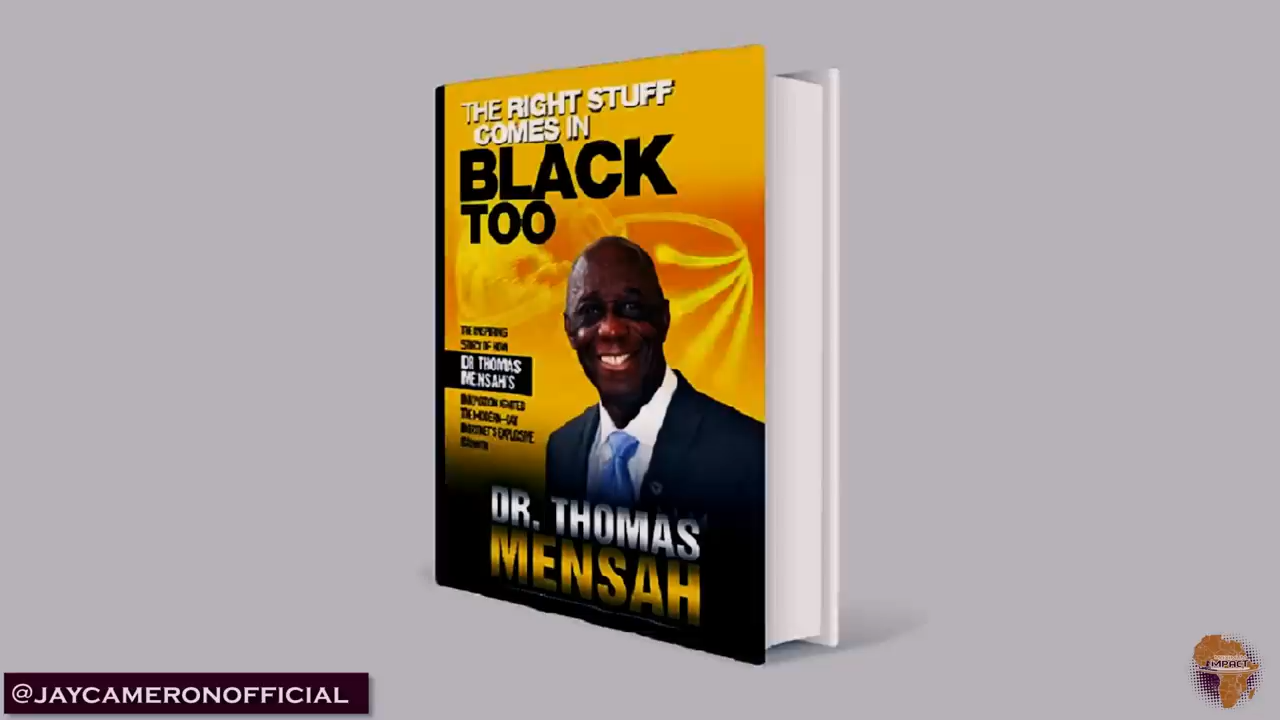 THE RIGHT STUFF
COMES IN
BLACK
TOO
THE INSPIRING
STORY OF HOW
DR THOMAS
MENSAH'S
INNOVATION IGNITED
THE MODERN-DAY
INTERNET'S EXPLOSIVE
GROWTH
DR. THOMAS
MENSAH
@JAYCAMERONOFFICIAL
IMPACT